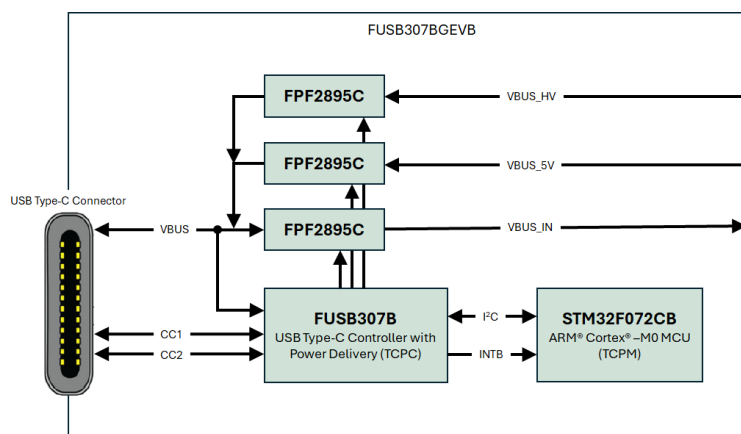 FUSB307BGEVB
FPF2895C
VBUS_HV
FPF2895C
VBUS_5V
USB Type-C Connector
VBUS
FPF2895C
VBUS_IN
FUSB307B
USB Type-C Controller with
Power Delivery (TCPC)
I²C
STM32F072CB
ARM® Cortex® –M0 MCU
(TCPM)
CC1
CC2
INTB